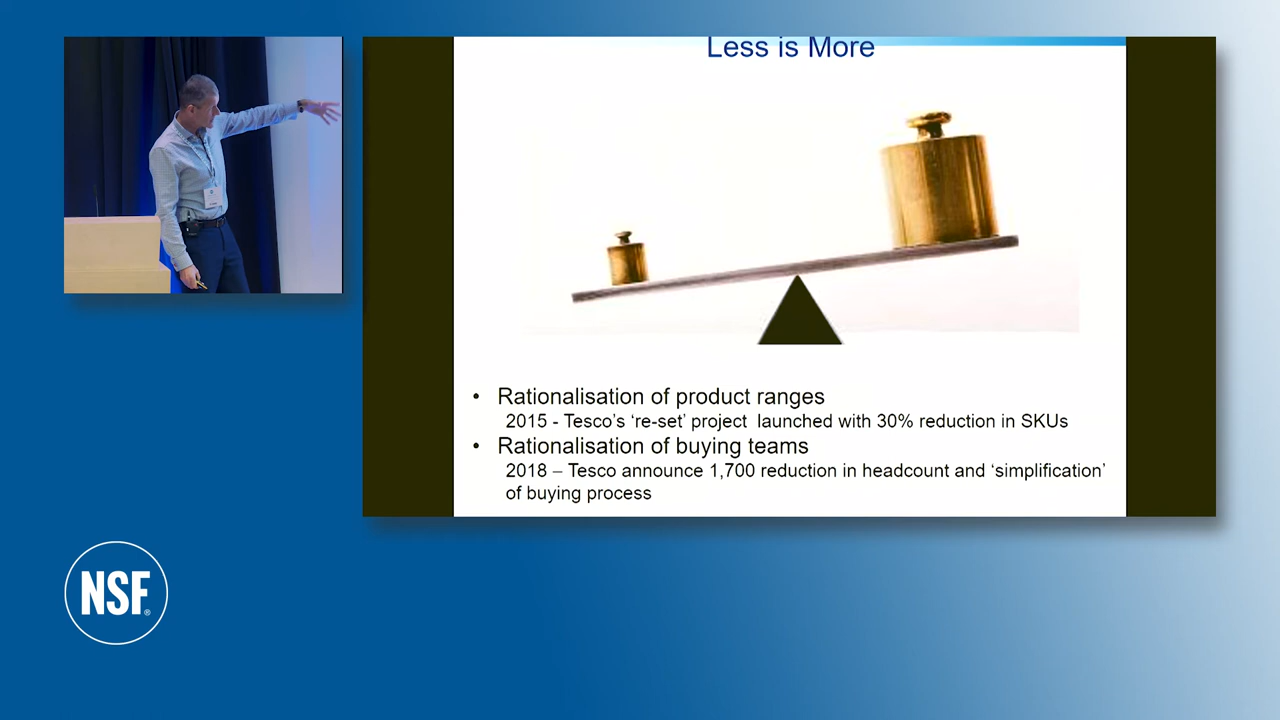 Less is More
• Rationalisation of product ranges
2015 - Tesco's 're-set' project launched with 30% reduction in SKUs
• Rationalisation of buying teams
2018 – Tesco announce 1,700 reduction in headcount and 'simplification'
of buying process
NSF®